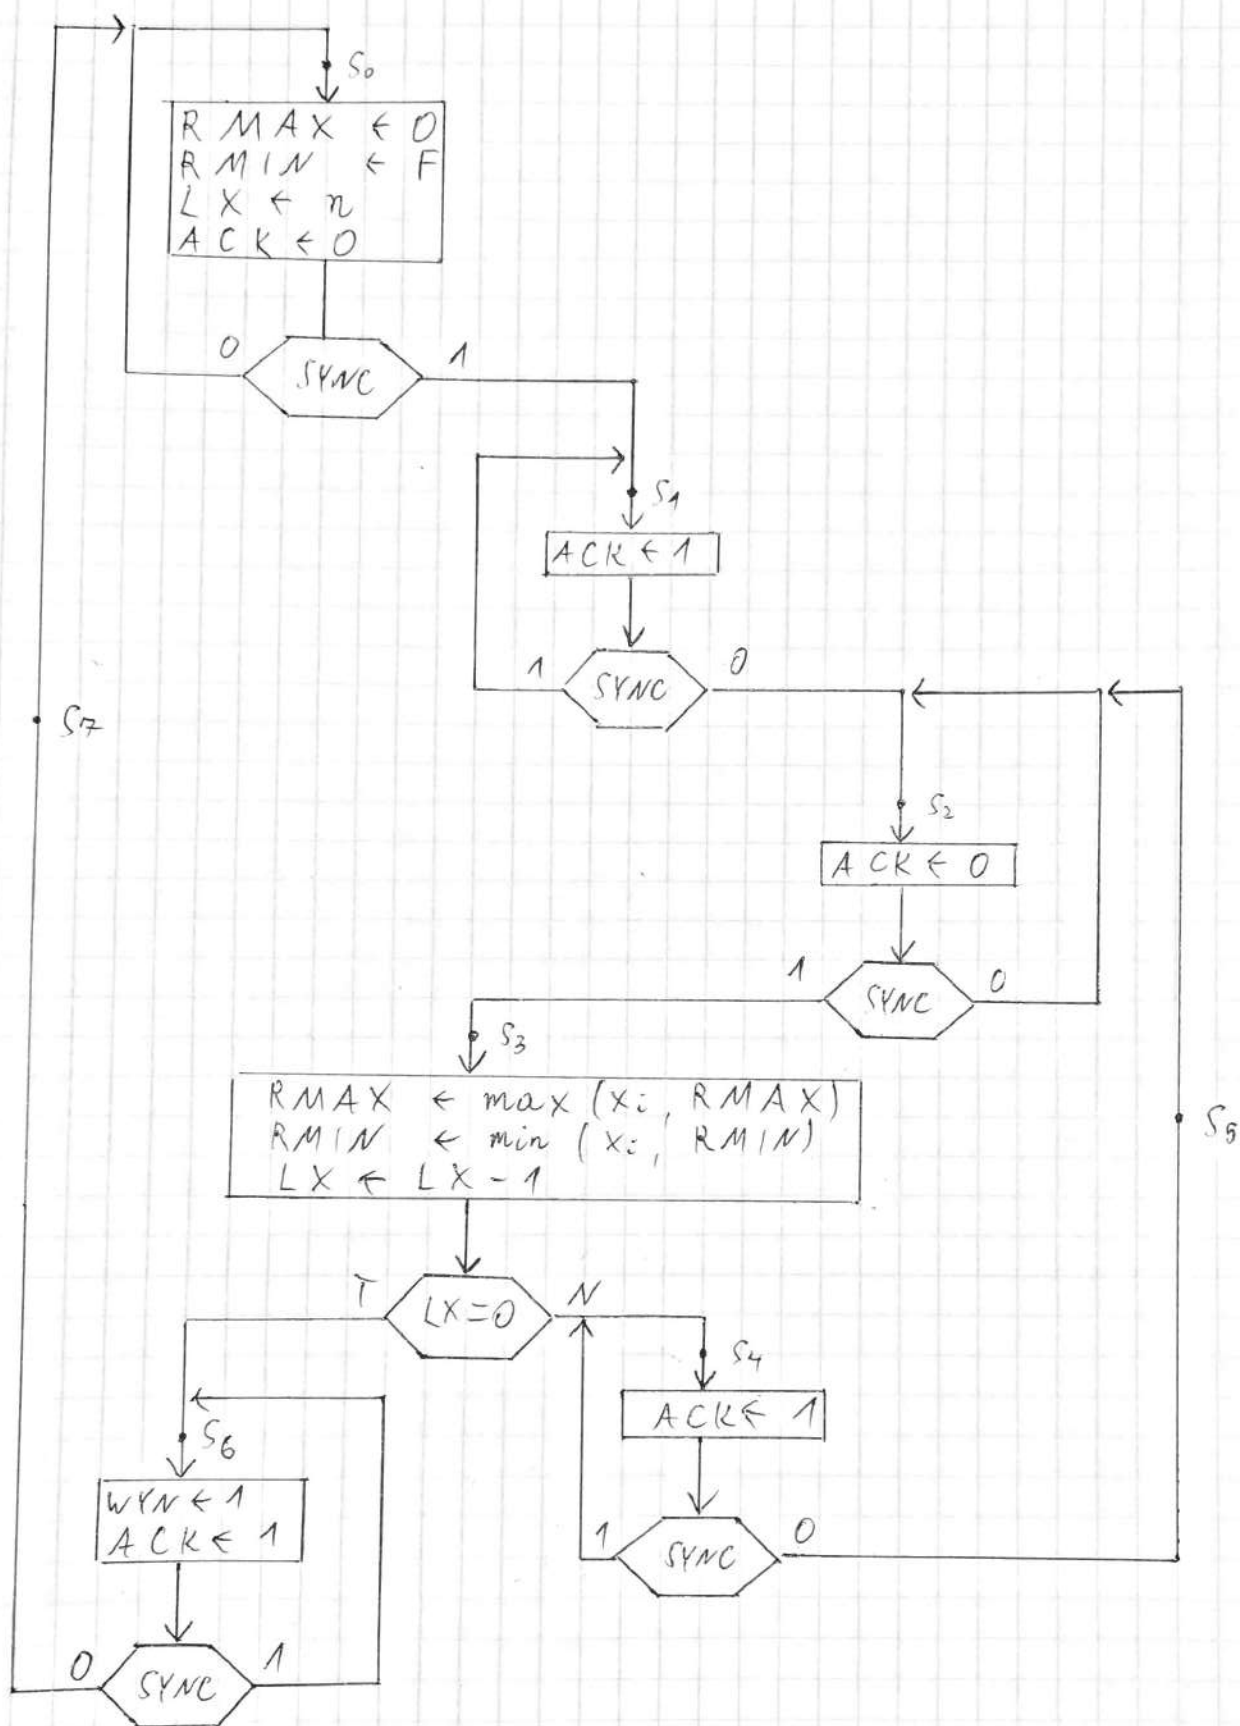 S0
RMAX ← 0
RMIN ← F
LX ← n
ACK ← 0
0
SYNC
1
S1
ACK ← 1
1
SYNC
0
S7
S2
ACK ← 0
1
SYNC
0
S3
RMAX ← max (xi, RMAX)
RMIN ← min (xi, RMIN)
LX ← LX - 1
S5
T
LX=0
N
S4
ACK ← 1
S6
WYN ← 1
ACK ← 1
1
SYNC
0
0
SYNC
1